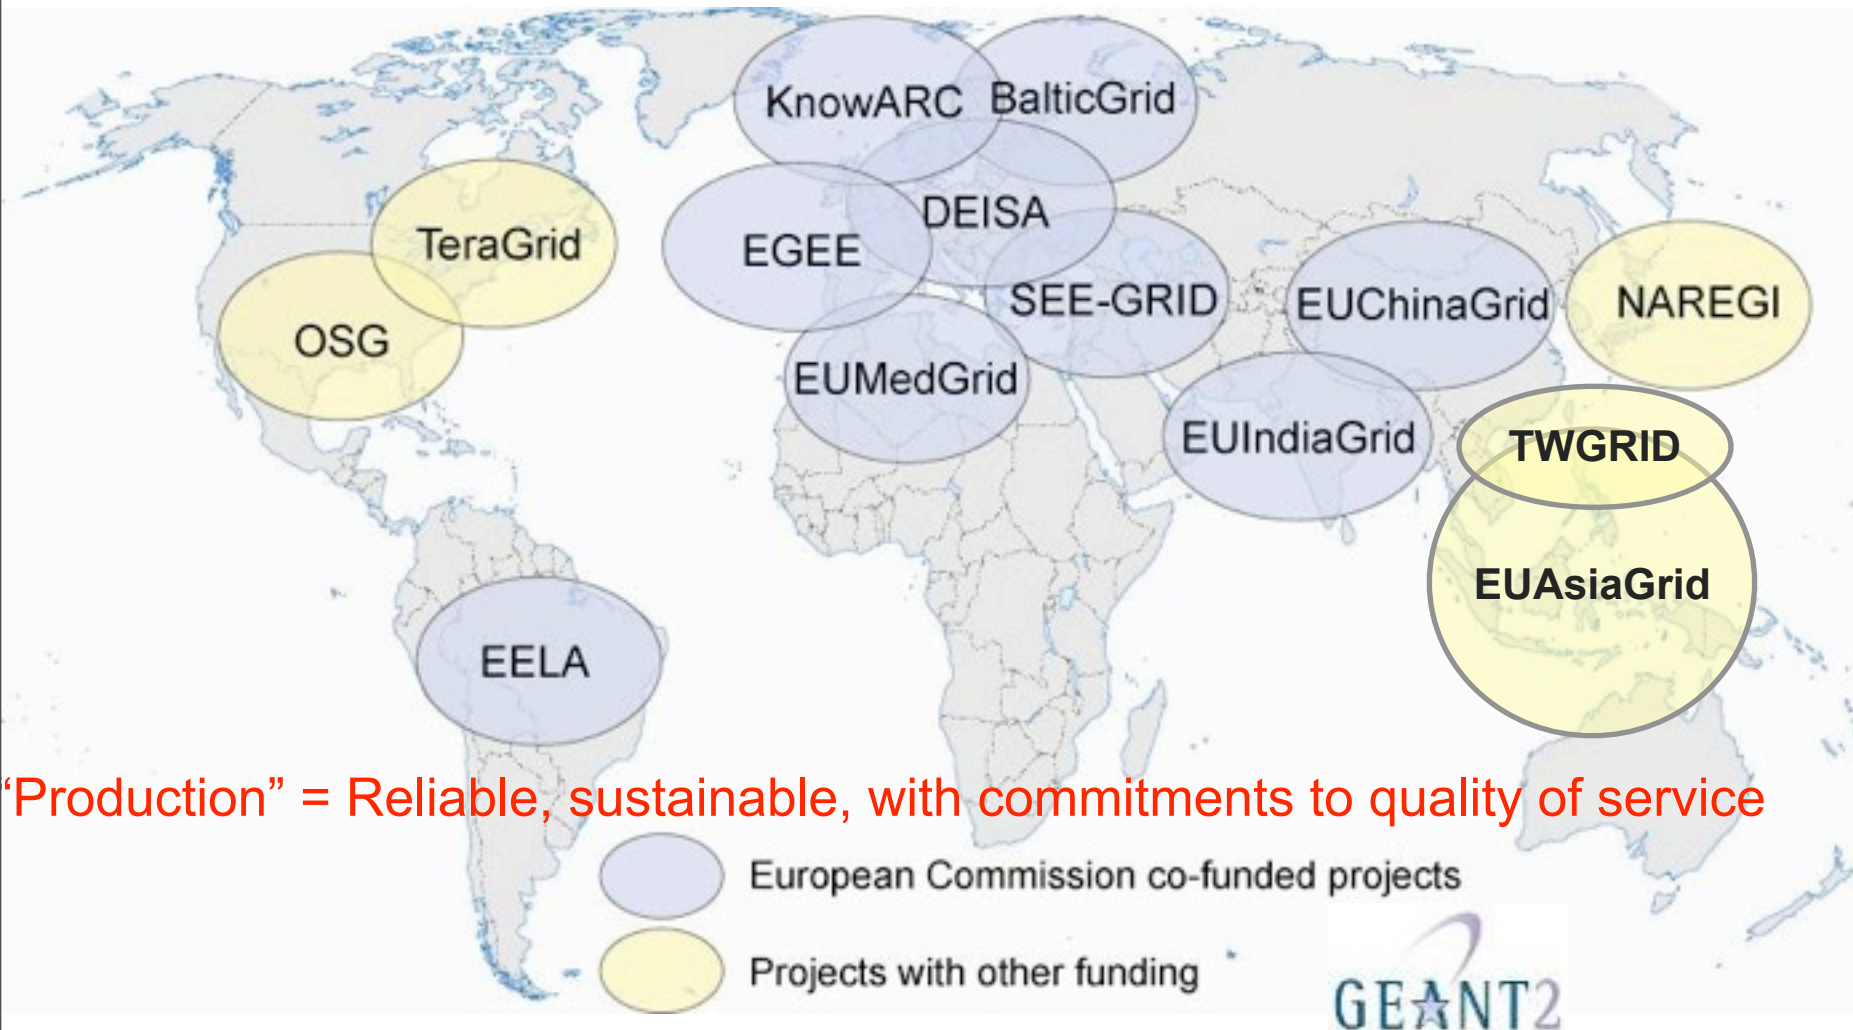 KnowARC
BalticGrid
TeraGrid
DEISA
EGEE
OSG
SEE-GRID
EUChinaGrid
NAREGI
EUMedGrid
EUIndiaGrid
TWGRID
EUAsiaGrid
EELA
“Production” = Reliable, sustainable, with commitments to quality of service
European Commission co-funded projects
Projects with other funding
GEANT2